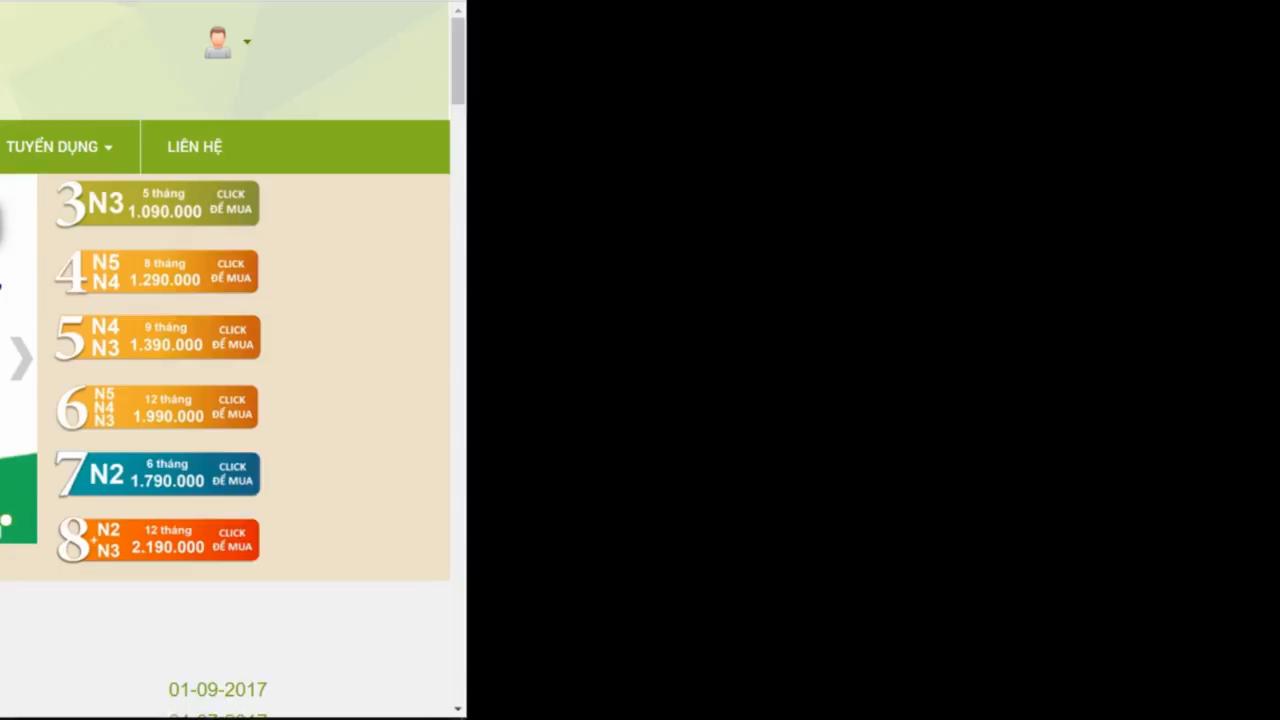 TUYỂN DỤNG
LIÊN HỆ
3 N3 5 tháng 1.090.000 CLICK ĐỂ MUA
4 N5 N4 8 tháng 1.290.000 CLICK ĐỂ MUA
5 N4 N3 9 tháng 1.390.000 CLICK ĐỂ MUA
6 N5 N4 N3 12 tháng 1.990.000 CLICK ĐỂ MUA
7 N2 6 tháng 1.790.000 CLICK ĐỂ MUA
8 N2 + N3 12 tháng 2.190.000 CLICK ĐỂ MUA
01-09-2017